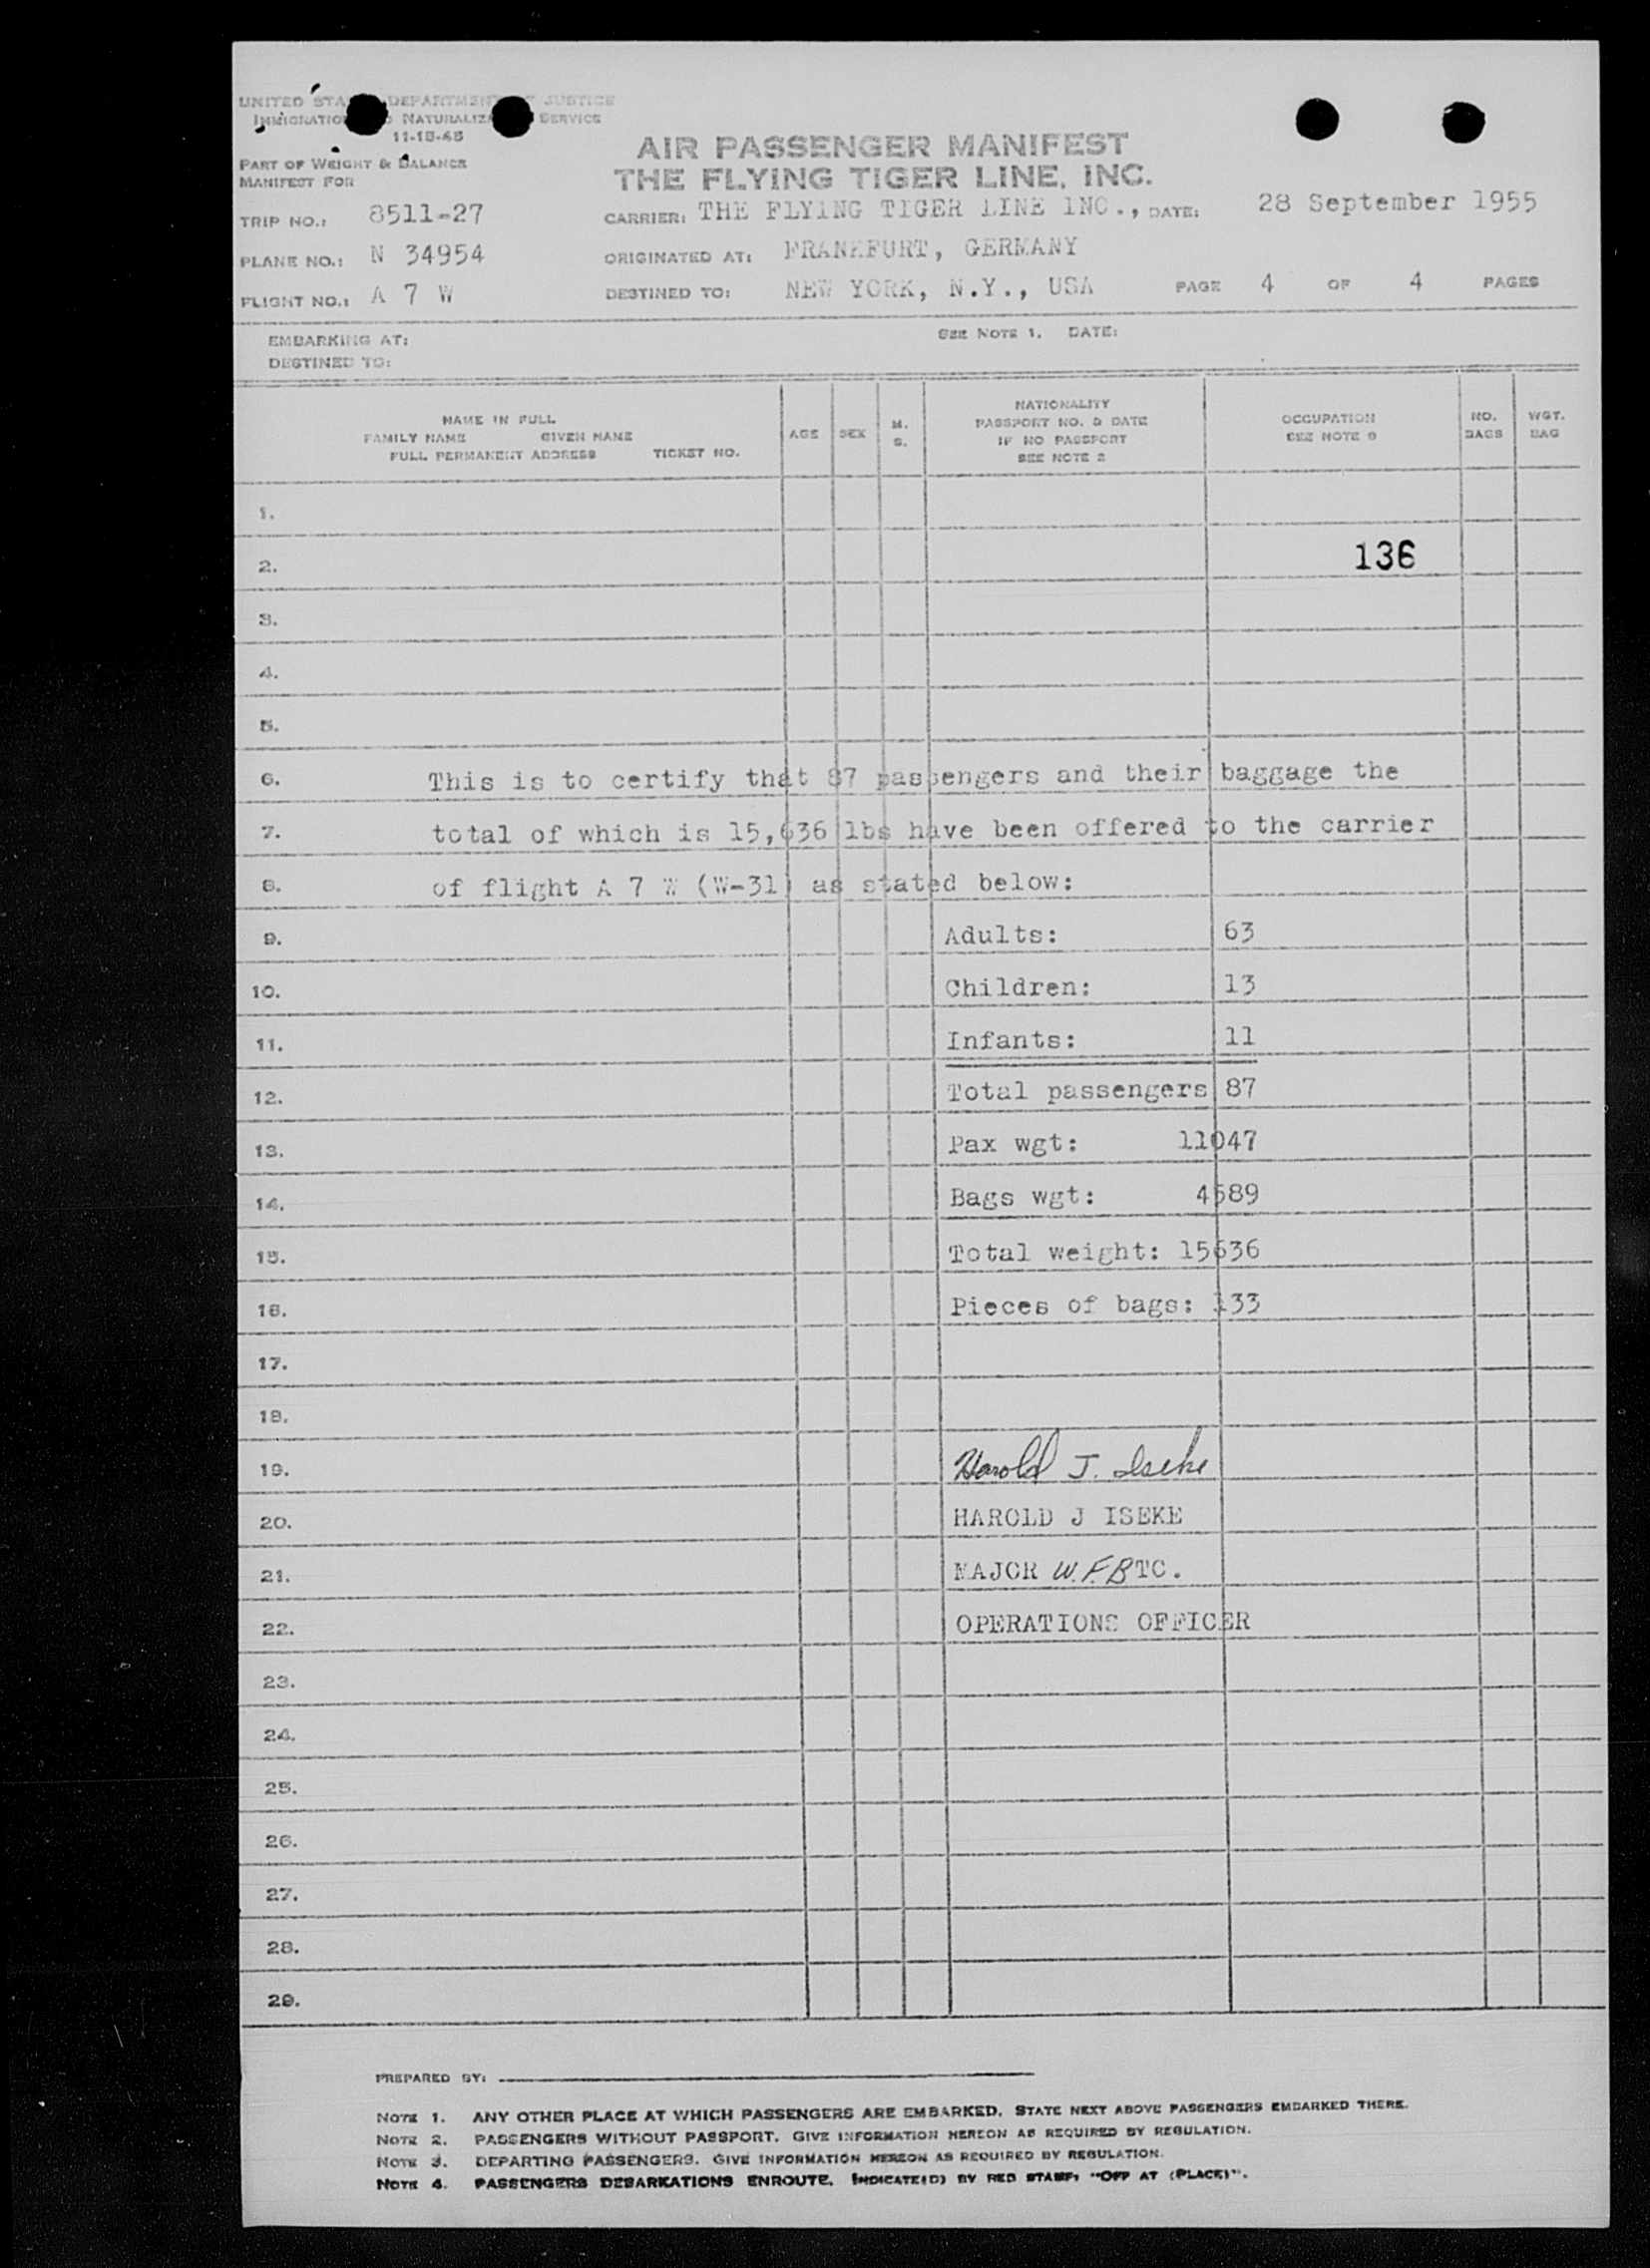 UNITED STATES DEPARTMENT OF JUSTICE
IMMIGRATION AND NATURALIZATION SERVICE
11-18-45
PART OF WEIGHT & BALANCE
MANIFEST FOR
AIR PASSENGER MANIFEST
THE FLYING TIGER LINE, INC.
TRIP NO.: 8511-27 CARRIER: THE FLYING TIGER LINE INC., DATE: 28 September 1955
PLANE NO.: N 34954 ORIGINATED AT: FRANKFURT, GERMANY
FLIGHT NO.: A 7 W DESTINED TO: NEW YORK, N.Y., USA PAGE 4 OF 4 PAGES
EMBARKING AT: SEE NOTE 1. DATE:
DESTINED TO:
NAME IN FULL
FAMILY NAME GIVEN NAME
FULL PERMANENT ADDRESS TICKET NO.
AGE
SEX
M.
S.
NATIONALITY
PASSPORT NO. & DATE
IF NO PASSPORT
SEE NOTE 2
OCCUPATION
SEE NOTE 3
NO.
BAGS
WGT.
BAG
1.
2. 136
3.
4.
5.
6. This is to certify that 87 passengers and their baggage the
7. total of which is 15,636 lbs have been offered to the carrier
8. of flight A 7 W (W-31) as stated below:
9. Adults: 63
10. Children: 13
11. Infants: 11
12. Total passengers 87
13. Pax wgt: 11047
14. Bags wgt: 4589
15. Total weight: 15636
16. Pieces of bags: 133
17.
18.
19. Harold J. Iseke
20. HAROLD J ISEKE
21. MAJOR W.F.B TC.
22. OPERATIONS OFFICER
23.
24.
25.
26.
27.
28.
29.
PREPARED BY:
NOTE 1. ANY OTHER PLACE AT WHICH PASSENGERS ARE EMBARKED. STATE NEXT ABOVE PASSENGERS EMBARKED THERE.
NOTE 2. PASSENGERS WITHOUT PASSPORT. GIVE INFORMATION HEREON AS REQUIRED BY REGULATION.
NOTE 3. DEPARTING PASSENGERS. GIVE INFORMATION HEREON AS REQUIRED BY REGULATION.
NOTE 4. PASSENGERS DEBARKATIONS ENROUTE. INDICATE(D) BY RED STAMP: "OFF AT (PLACE)".